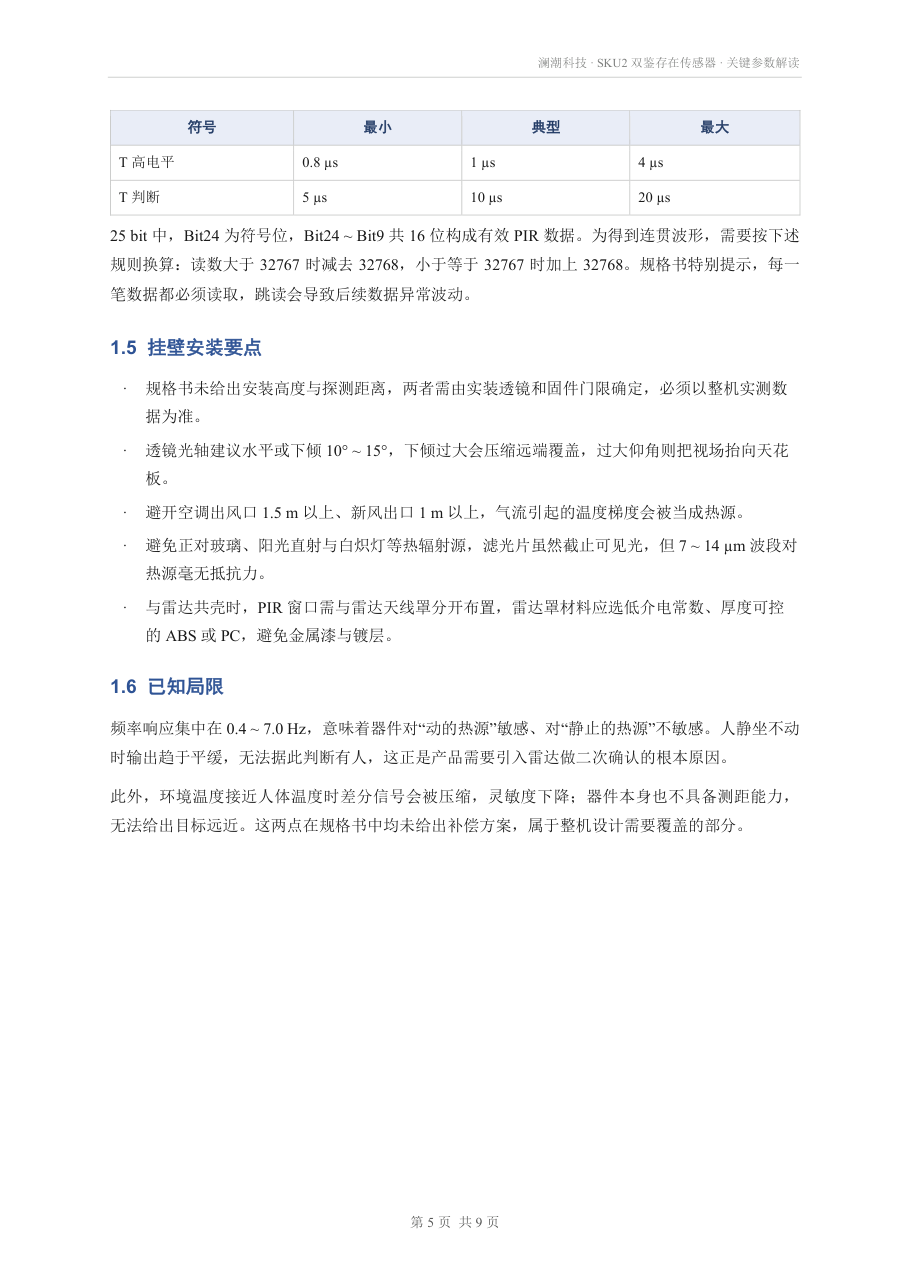 澜潮科技 · SKU2 双鉴存在传感器 · 关键参数解读
符号 最小 典型 最大
T 高电平 0.8 µs 1 µs 4 µs
T 判断 5 µs 10 µs 20 µs
25 bit 中，Bit24 为符号位，Bit24 ~ Bit9 共 16 位构成有效 PIR 数据。为得到连贯波形，需要按下述
规则换算：读数大于 32767 时减去 32768，小于等于 32767 时加上 32768。规格书特别提示，每一
笔数据都必须读取，跳读会导致后续数据异常波动。
1.5 挂壁安装要点
· 规格书未给出安装高度与探测距离，两者需由实装透镜和固件门限确定，必须以整机实测数
据为准。
· 透镜光轴建议水平或下倾 10° ~ 15°，下倾过大会压缩远端覆盖，过大仰角则把视场抬向天花
板。
· 避开空调出风口 1.5 m 以上、新风出口 1 m 以上，气流引起的温度梯度会被当成热源。
· 避免正对玻璃、阳光直射与白炽灯等热辐射源，滤光片虽然截止可见光，但 7 ~ 14 µm 波段对
热源毫无抵抗力。
· 与雷达共壳时，PIR 窗口需与雷达天线罩分开布置，雷达罩材料应选低介电常数、厚度可控
的 ABS 或 PC，避免金属漆与镀层。
1.6 已知局限
频率响应集中在 0.4 ~ 7.0 Hz，意味着器件对“动的热源”敏感、对“静止的热源”不敏感。人静坐不动
时输出趋于平缓，无法据此判断有人，这正是产品需要引入雷达做二次确认的根本原因。
此外，环境温度接近人体温度时差分信号会被压缩，灵敏度下降；器件本身也不具备测距能力，
无法给出目标远近。这两点在规格书中均未给出补偿方案，属于整机设计需要覆盖的部分。
第 5 页 共 9 页